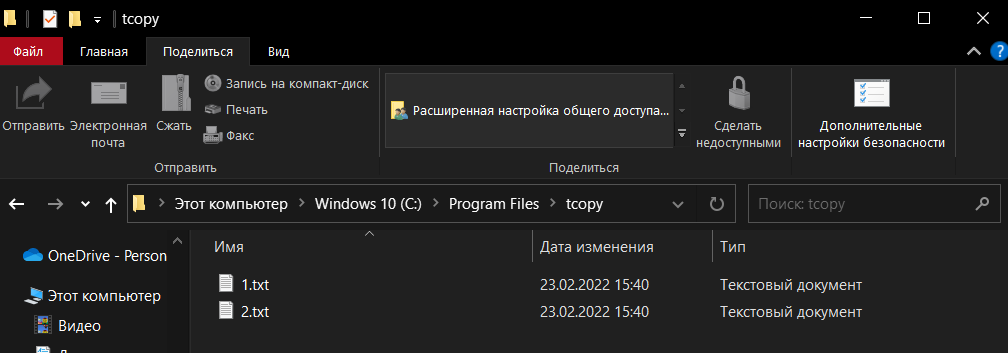 tcopy
Файл Главная Поделиться Вид
Отправить
Электронная почта
Сжать
Запись на компакт-диск
Печать
Факс
Отправить
Расширенная настройка общего доступа...
Сделать недоступными
Поделиться
Дополнительные настройки безопасности
Этот компьютер Windows 10 (C:) Program Files tcopy
Поиск: tcopy
OneDrive - Person
Этот компьютер
Видео
Имя Дата изменения Тип
1.txt 23.02.2022 15:40 Текстовый документ
2.txt 23.02.2022 15:40 Текстовый документ